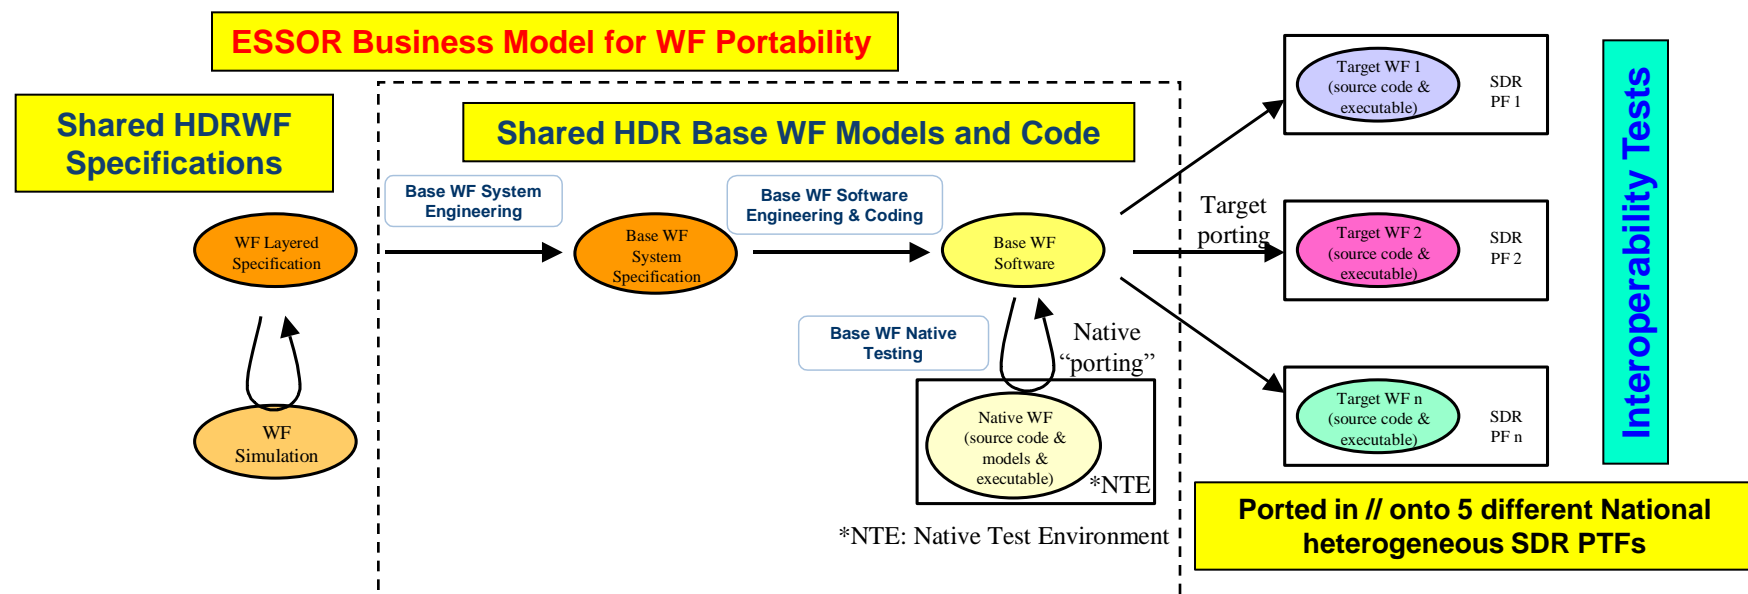 ESSOR Business Model for WF Portability
Shared HDRWF
Specifications
Shared HDR Base WF Models and Code
Base WF System
Engineering
Base WF Software
Engineering & Coding
WF Layered
Specification
Base WF
System
Specification
Base WF
Software
Base WF Native
Testing
Native
“porting”
WF
Simulation
Native WF
(source code &
models &
executable)
*NTE
*NTE: Native Test Environment
Target
porting
Target WF 1
(source code &
executable)
SDR
PF 1
Target WF 2
(source code &
executable)
SDR
PF 2
Target WF n
(source code &
executable)
SDR
PF n
Interoperability Tests
Ported in // onto 5 different National
heterogeneous SDR PTFs